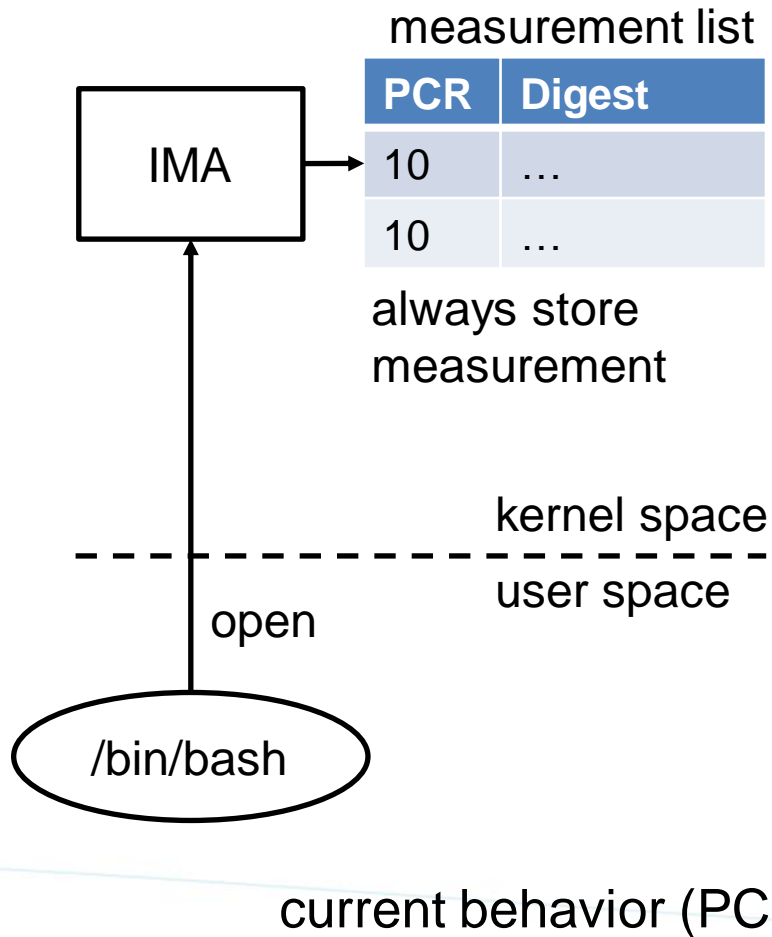 measurement list
PCR Digest
IMA
10 …
10 …
always store
measurement
kernel space
user space
open
/bin/bash
current behavior (PC